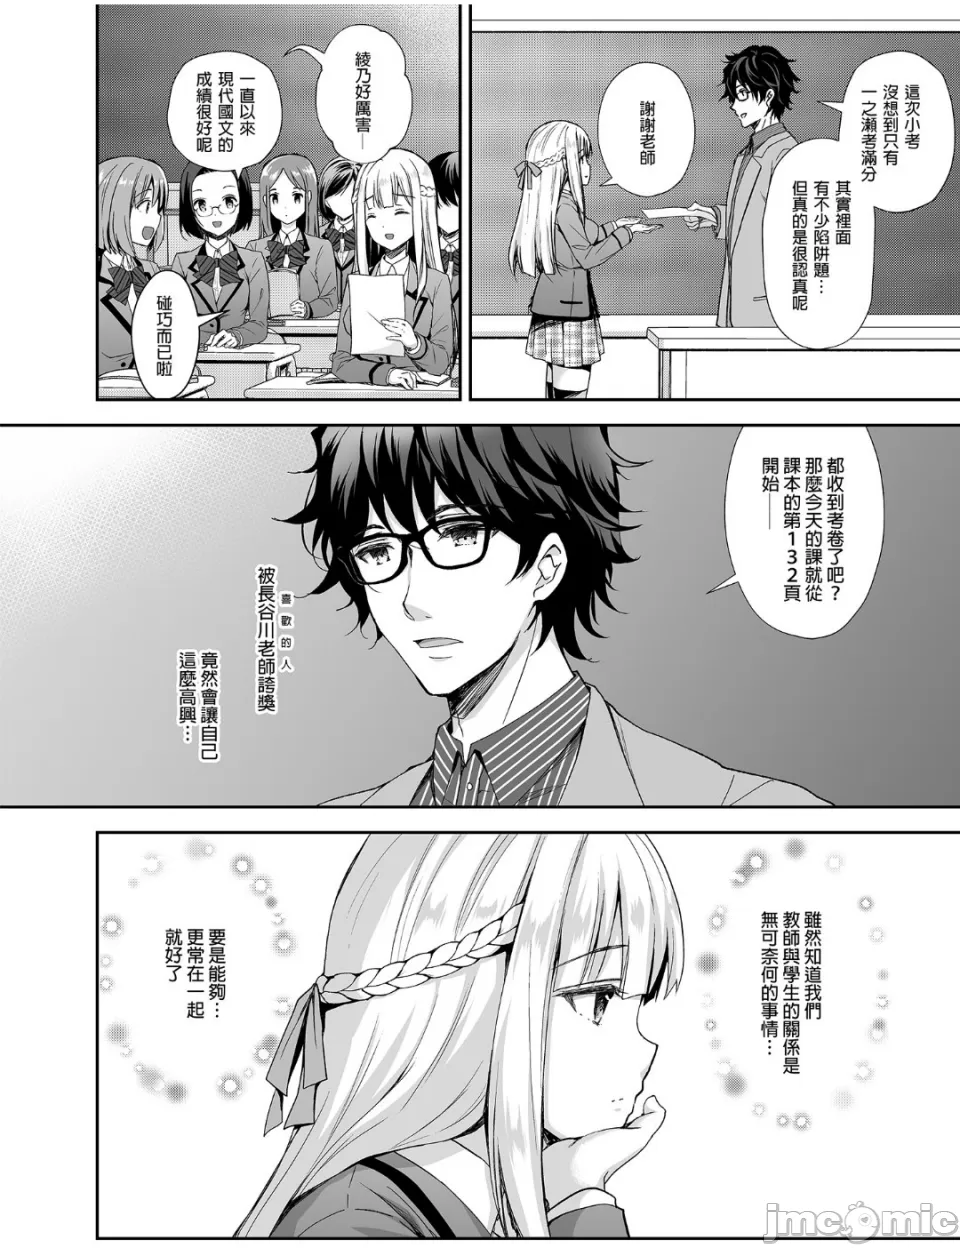 這次小考
沒想到只有
一之瀨考滿分
其實裡面
有不少陷阱題…
但真的是很認真呢
謝謝老師
綾乃好厲害—
一直以來
現代國文的
成績很好呢
碰巧而已啦
都收到考卷了吧?
那麼今天的課就從
課本的第132頁
開始——
喜歡的人
被長谷川老師誇獎
竟然會讓自己
這麼高興…
雖然知道我們
教師與學生的關係是
無可奈何的事情…
要是能夠…
更常在一起
就好了
jmcomic